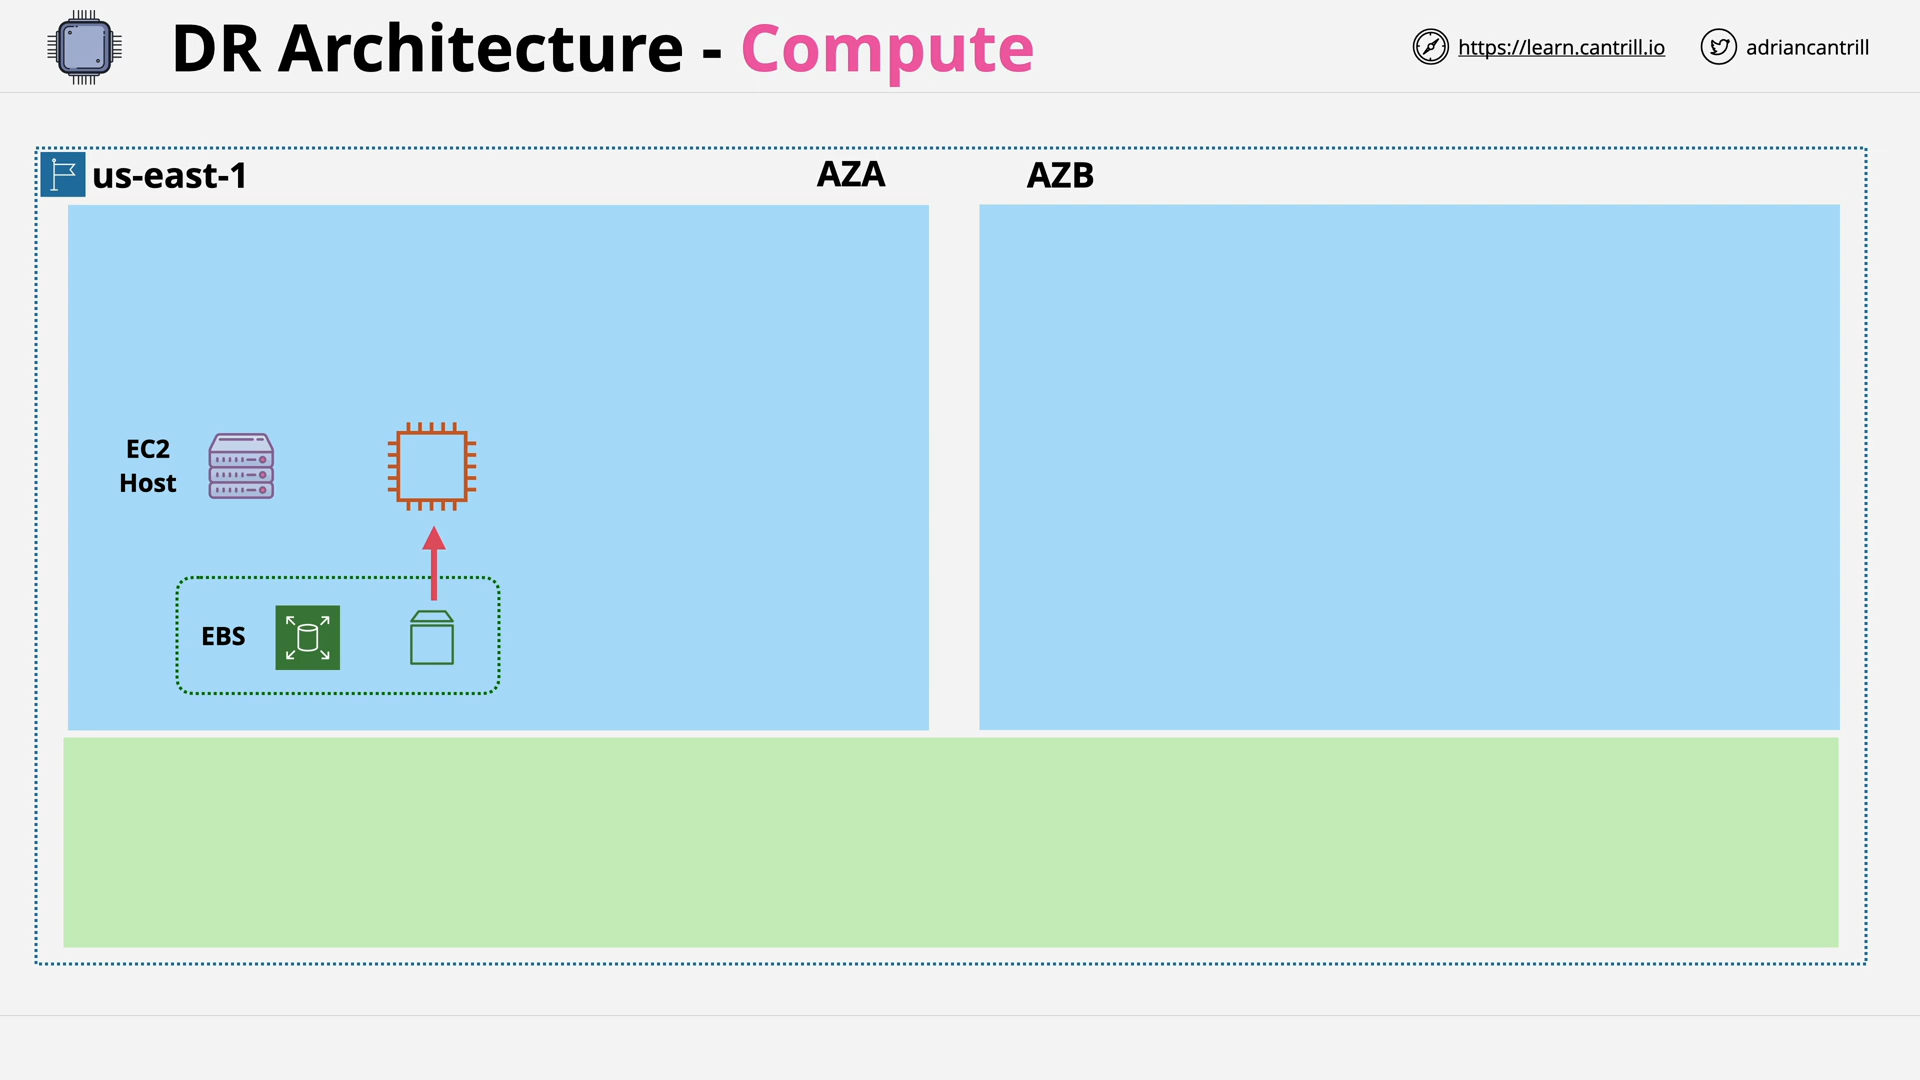 DR Architecture - Compute
https://learn.cantrill.io
adriancantrill
us-east-1
AZA
AZB
EC2
Host
EBS